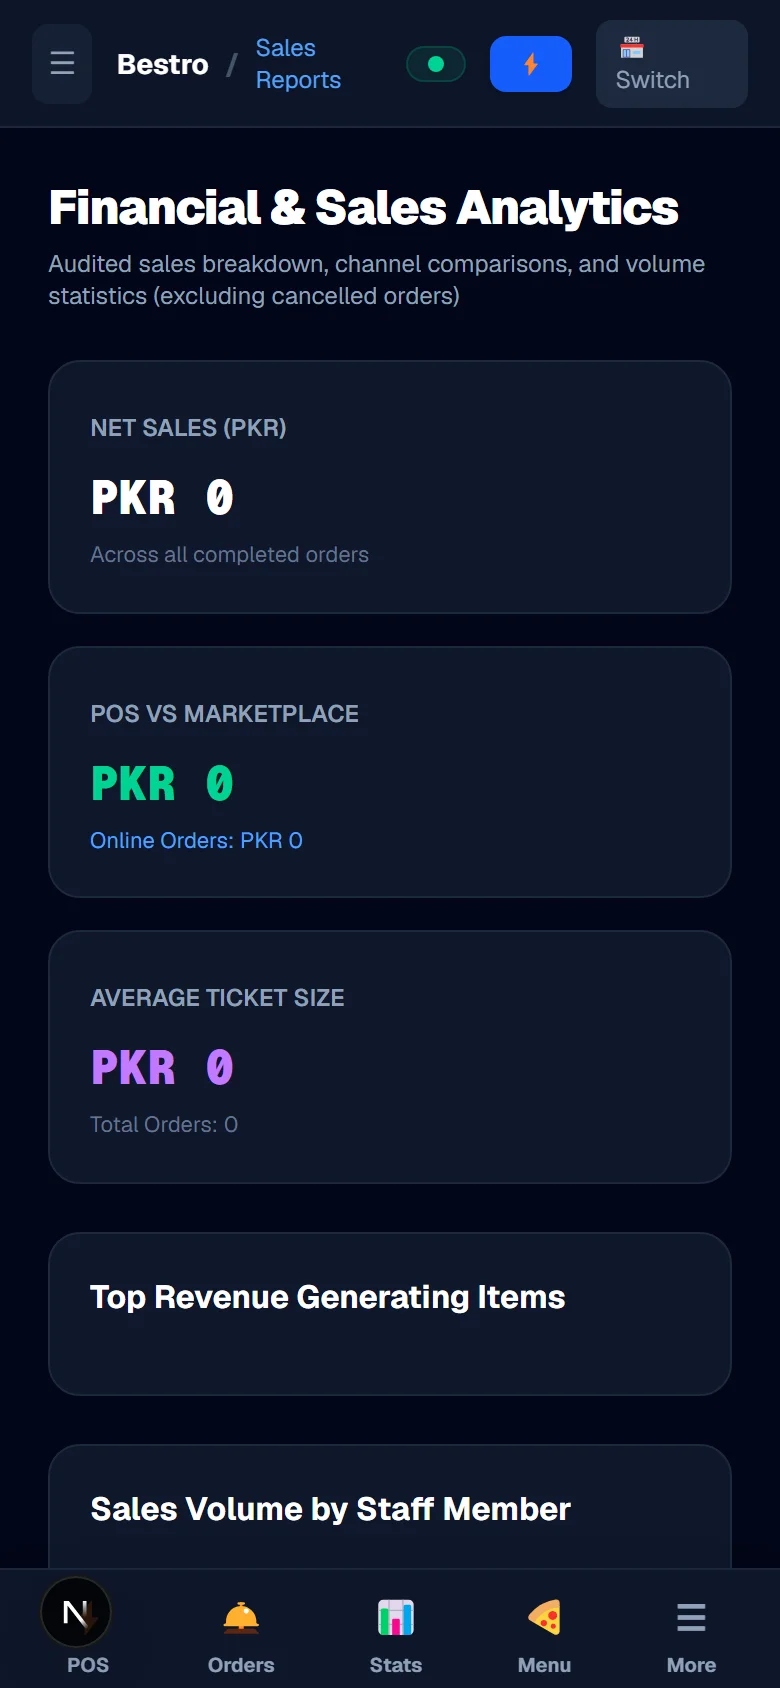 ☰ Bestro / Sales Reports
Switch
Financial & Sales Analytics
Audited sales breakdown, channel comparisons, and volume
statistics (excluding cancelled orders)
NET SALES (PKR)
PKR 0
Across all completed orders
POS VS MARKETPLACE
PKR 0
Online Orders: PKR 0
AVERAGE TICKET SIZE
PKR 0
Total Orders: 0
Top Revenue Generating Items
Sales Volume by Staff Member
N
POS
Orders
Stats
Menu
More